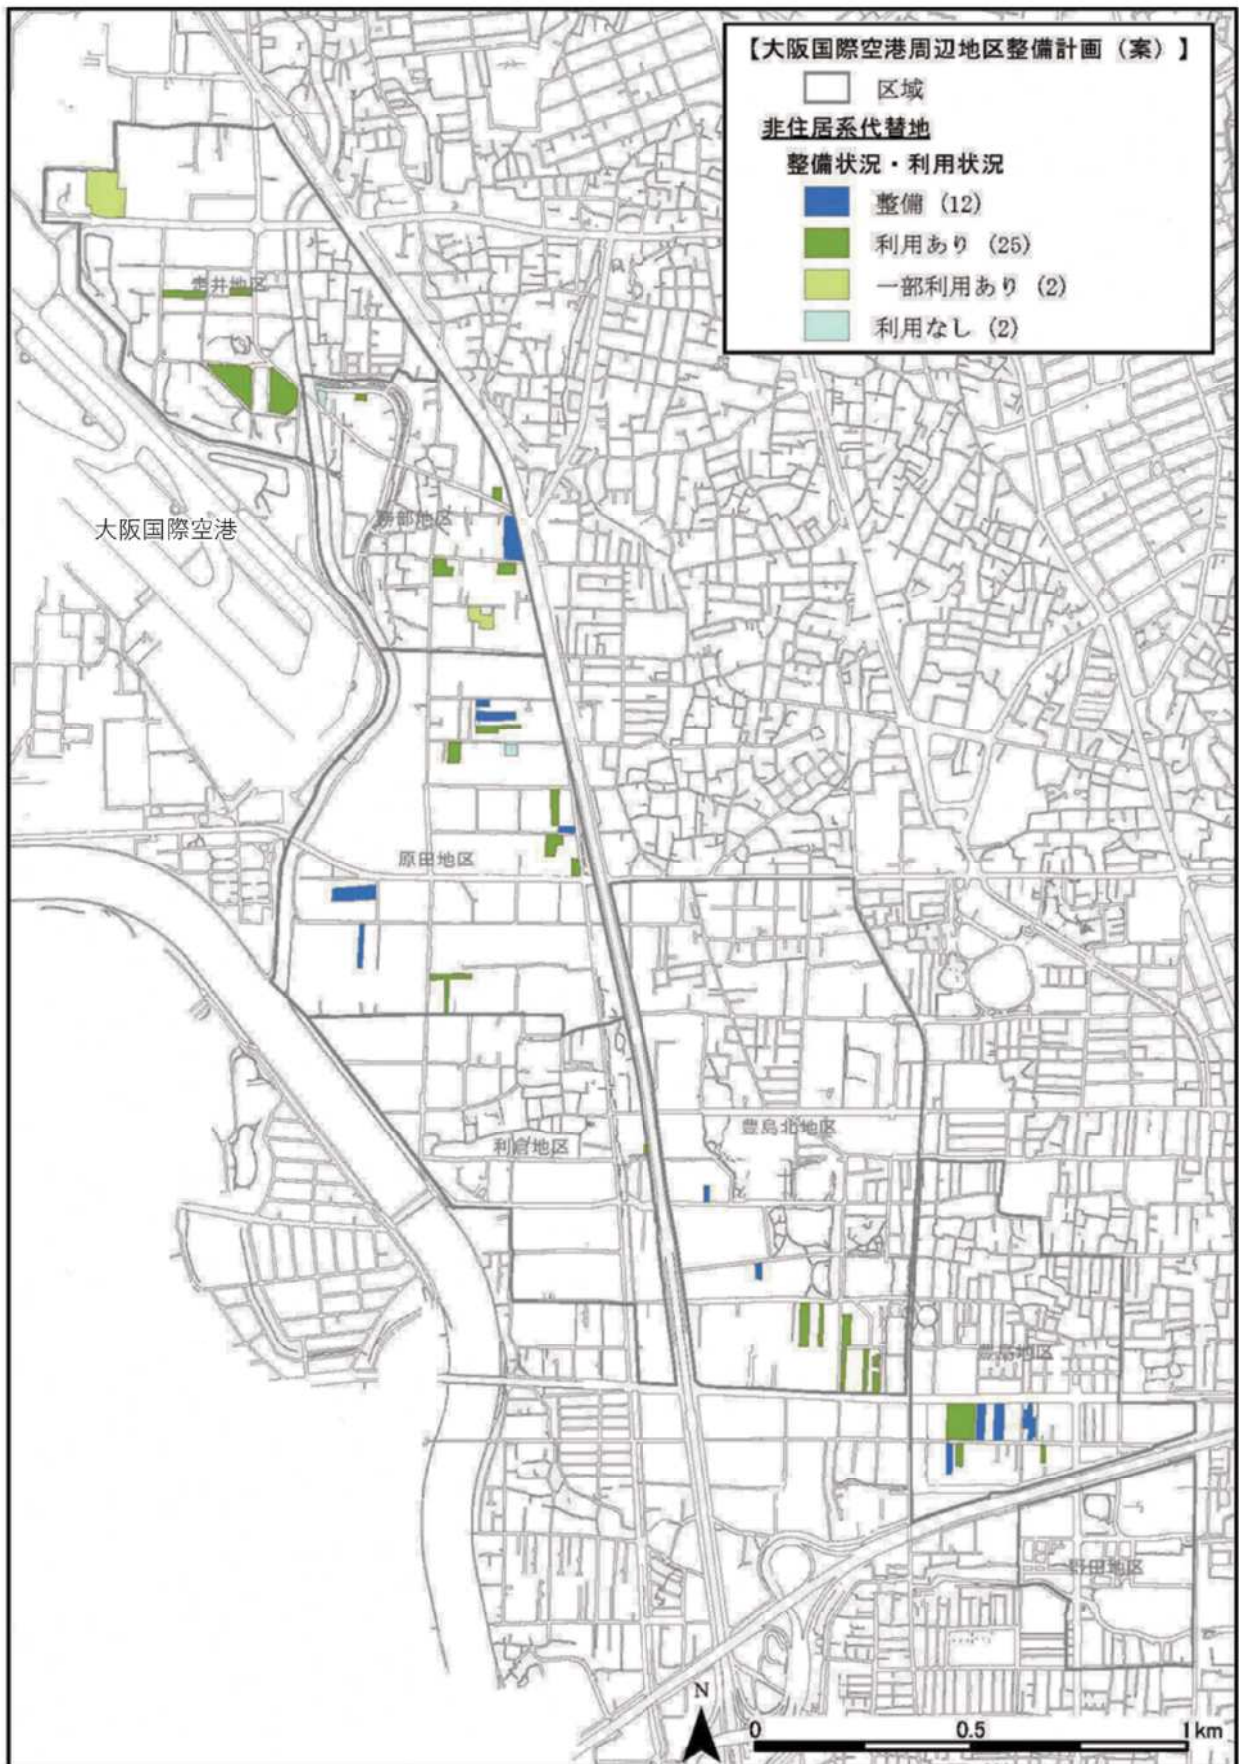 【大阪国際空港周辺地区整備計画（案）】
区域
非住居系代替地
整備状況・利用状況
整備 (12)
利用あり (25)
一部利用あり (2)
利用なし (2)
走井地区
大阪国際空港
勝部地区
原田地区
豊島北地区
利倉地区
豊島地区
野田地区
N
0 0.5 1 km